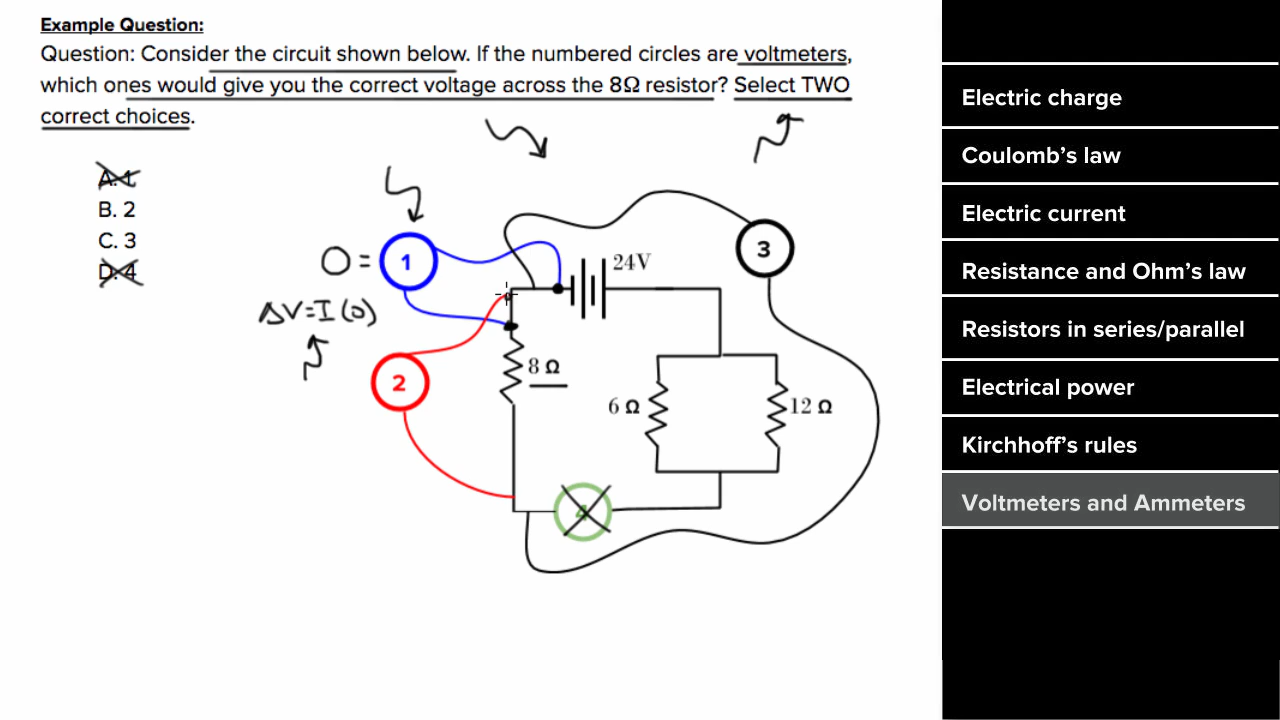 Example Question:
Question: Consider the circuit shown below. If the numbered circles are voltmeters,
which ones would give you the correct voltage across the 8Ω resistor? Select TWO
correct choices.
A. 1
B. 2
C. 3
D. 4
0 = 1
ΔV=I(0)
2
3
24V
8 Ω
6 Ω
12 Ω
4
Electric charge
Coulomb's law
Electric current
Resistance and Ohm's law
Resistors in series/parallel
Electrical power
Kirchhoff's rules
Voltmeters and Ammeters